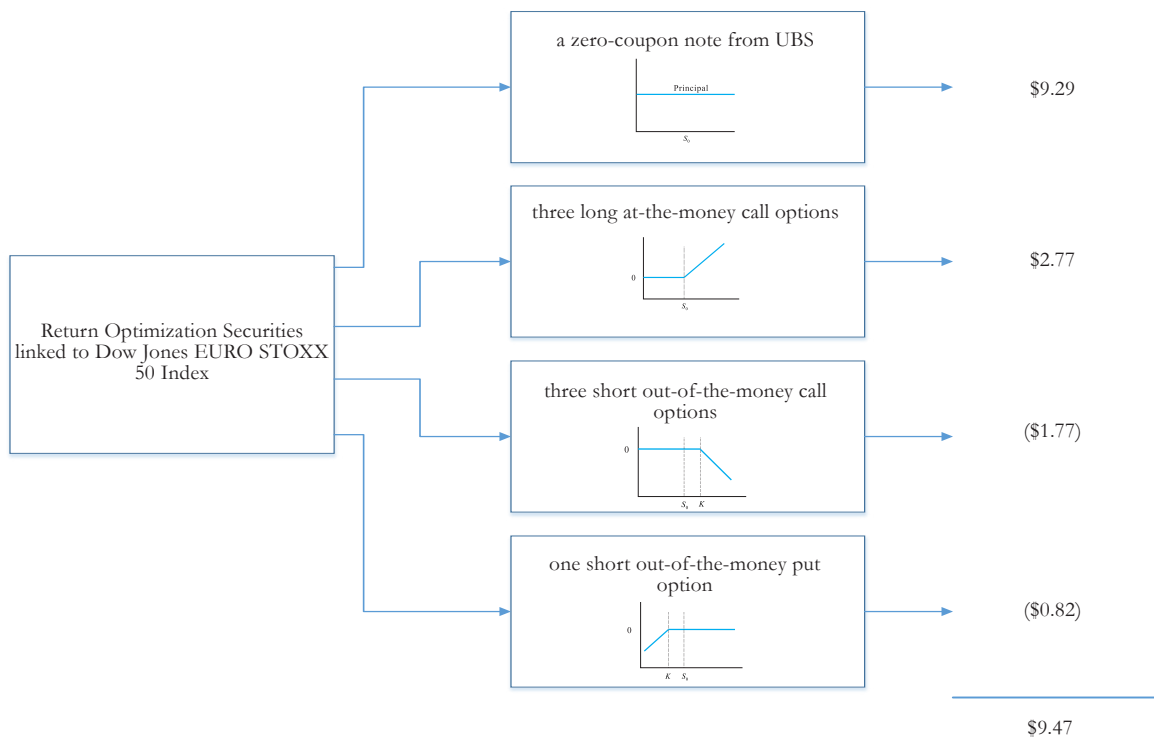 a zero-coupon note from UBS
Principal
S₀
$9.29
three long at-the-money call options
0
S₀
$2.77
Return Optimization Securities
linked to Dow Jones EURO STOXX
50 Index
three short out-of-the-money call
options
0
S₀ K
($1.77)
one short out-of-the-money put
option
0
K S₀
($0.82)
$9.47